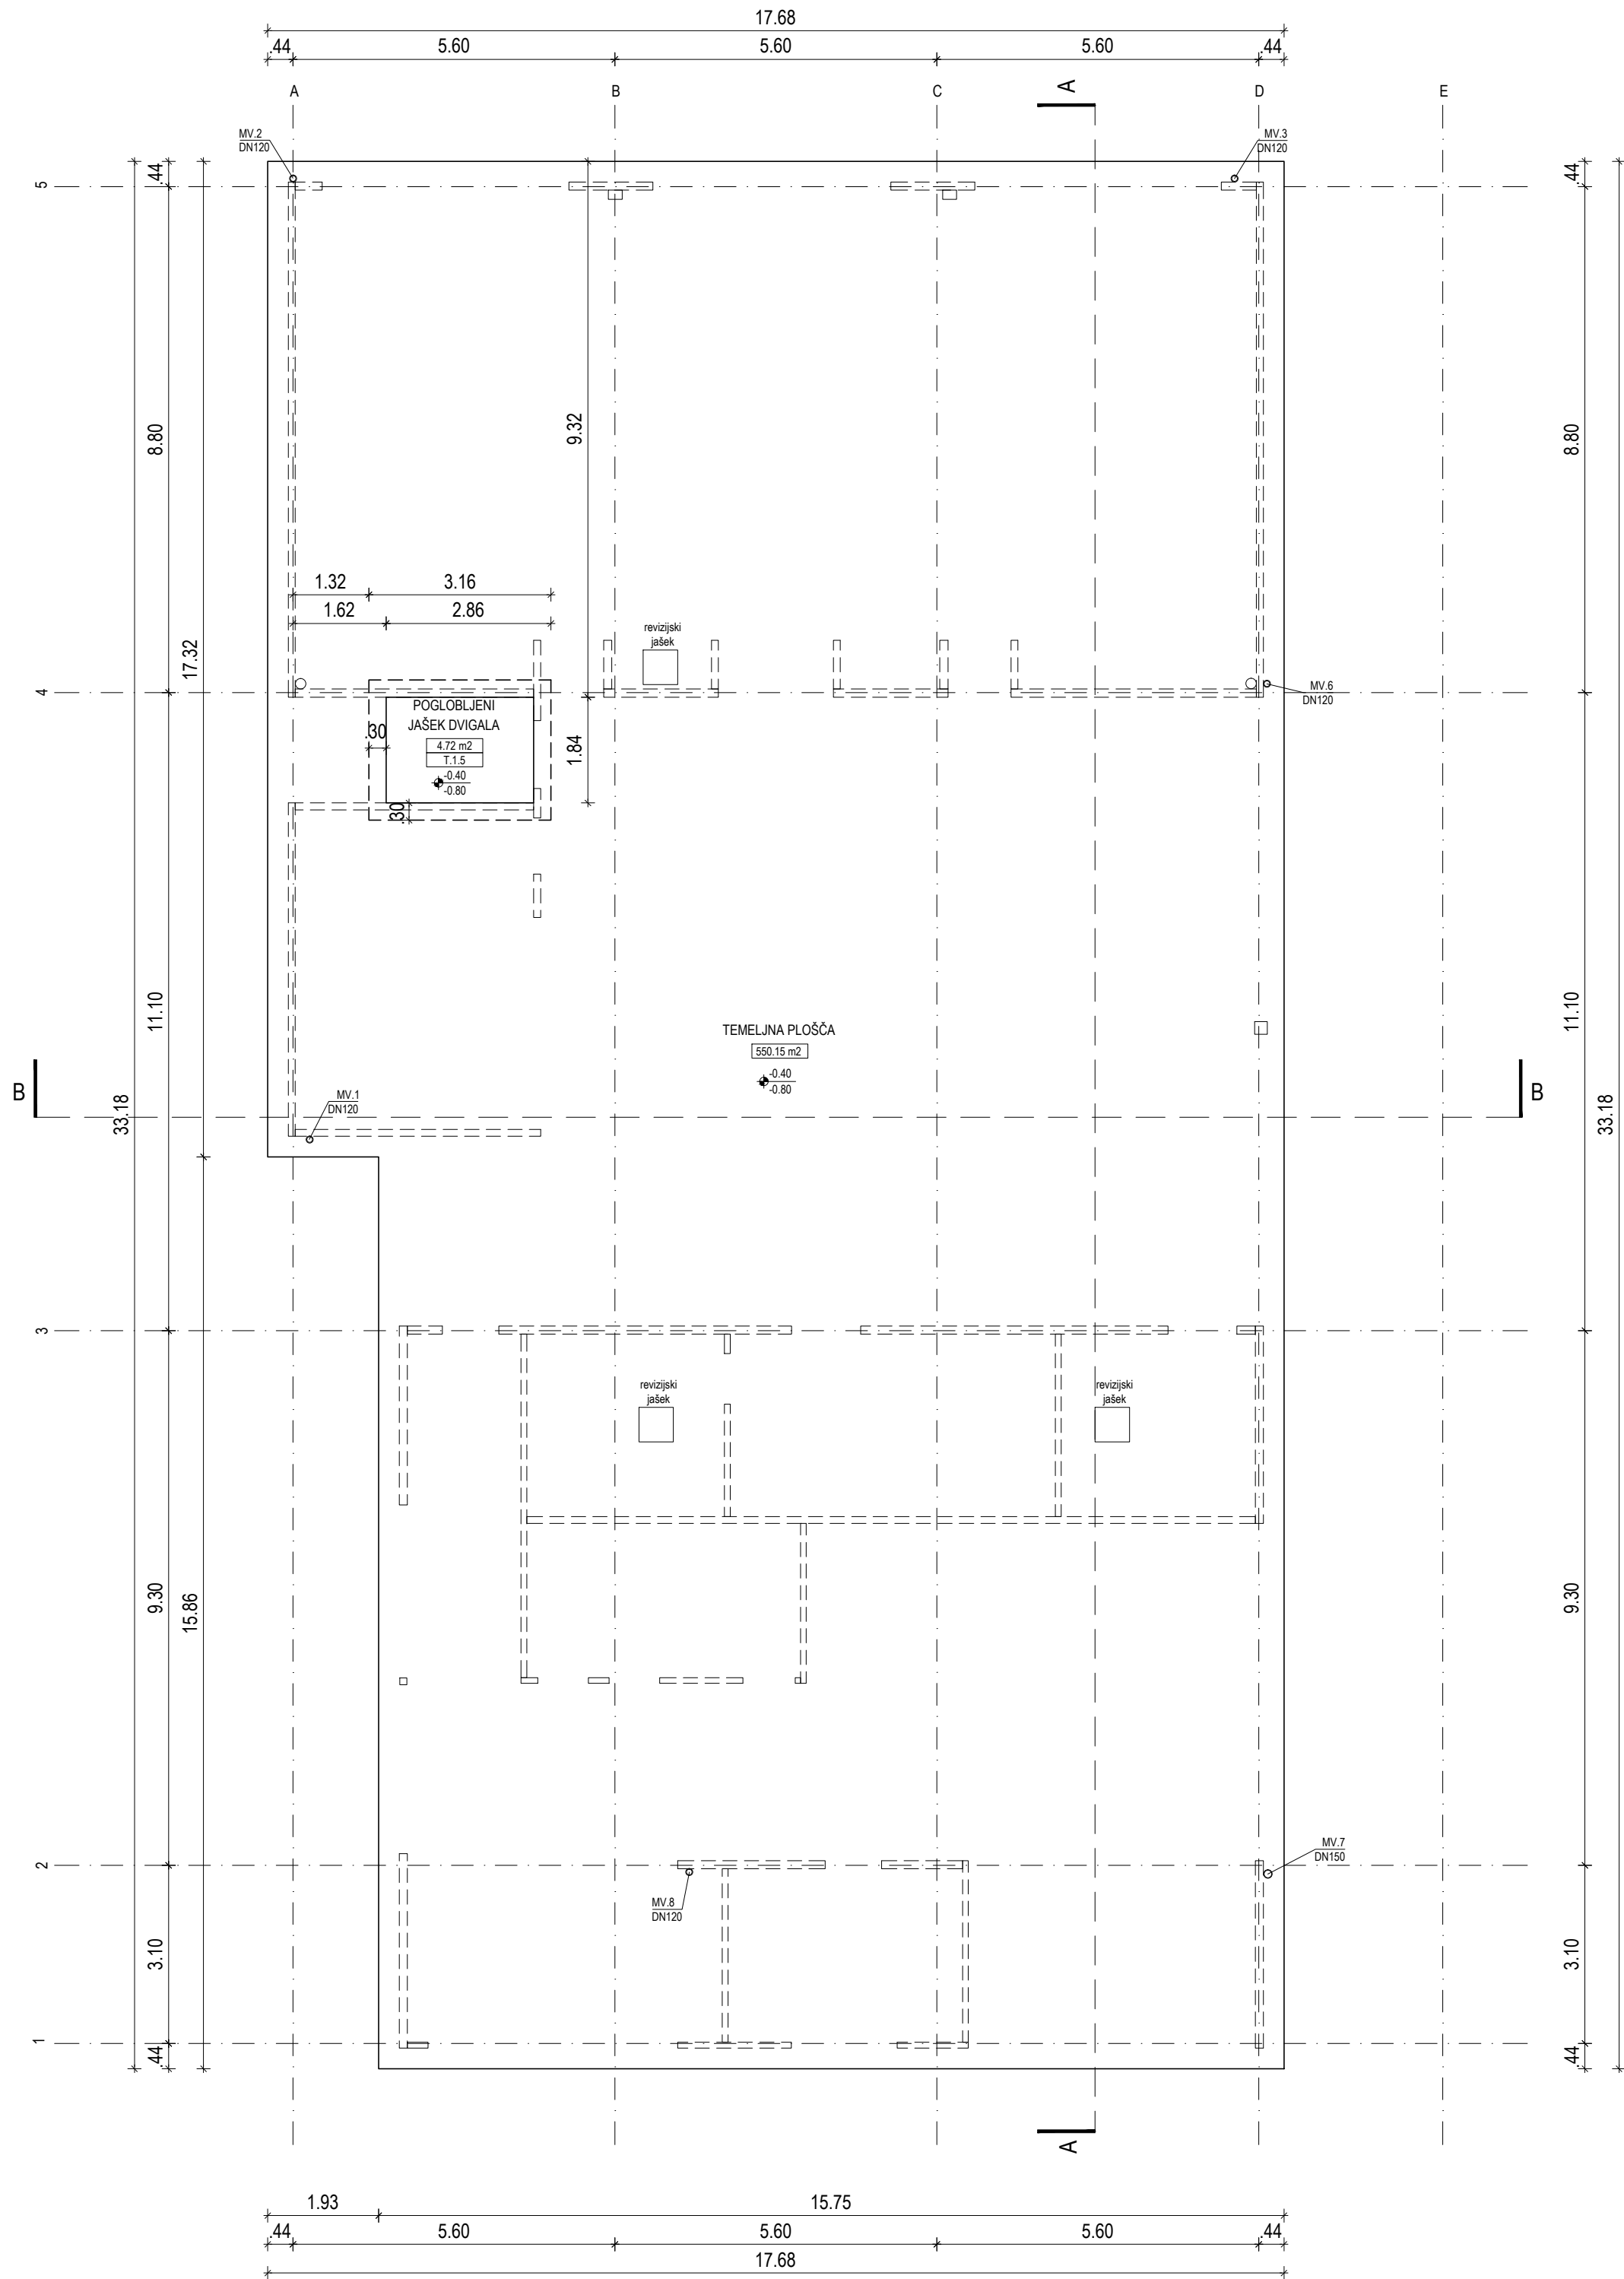 17.68
.44 5.60 5.60 5.60 .44
A B C A D E
MV.2
DN120
MV.3
DN120
.44
.44
5
8.80
9.32
8.80
1.32 3.16
1.62 2.86
17.32
revizijski
jašek
4
MV.6
DN120
POGLOBLJENI
JAŠEK DVIGALA
.30
4.72 m2
T.1.5
-0.40
-0.80
1.84
.30
11.10
11.10
TEMELJNA PLOŠČA
550.15 m2
-0.40
-0.80
B
B
MV.1
DN120
33.18
33.18
3
revizijski
jašek
revizijski
jašek
9.30
15.86
9.30
2
MV.7
DN150
MV.8
DN120
3.10
3.10
1
.44
.44
A
1.93 15.75
.44 5.60 5.60 5.60 .44
17.68